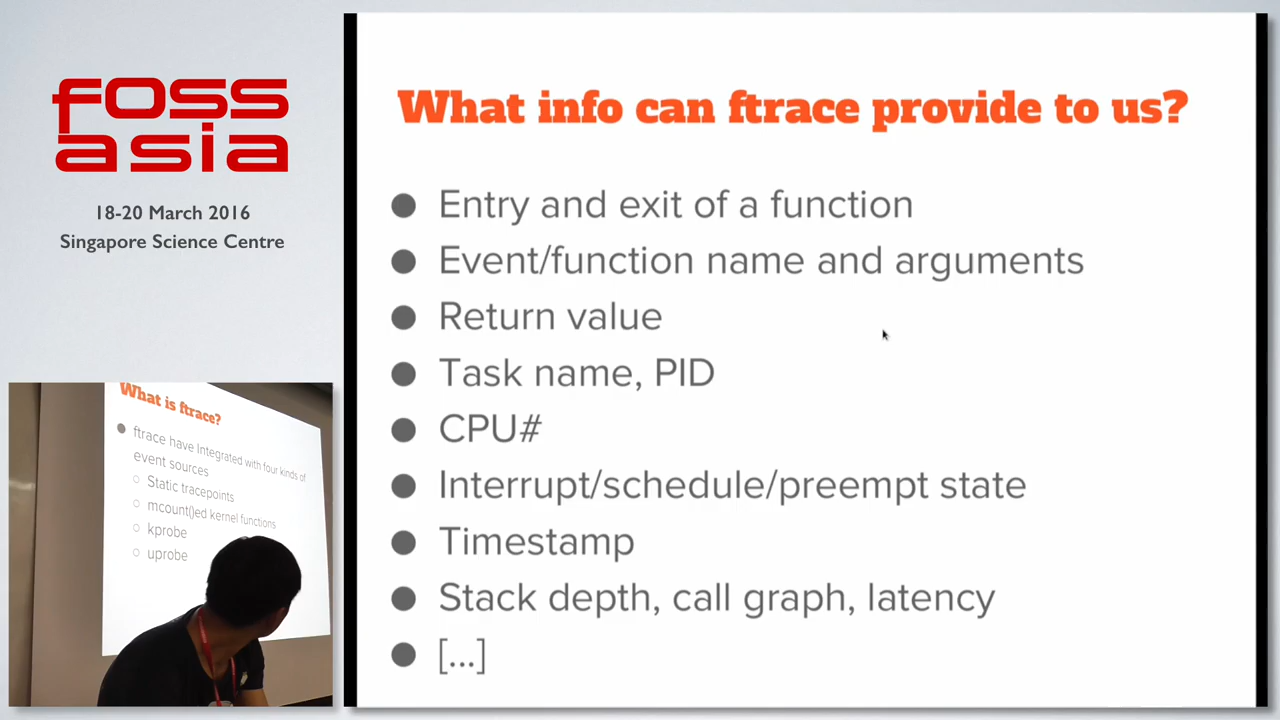 foss
asia
18-20 March 2016
Singapore Science Centre
What is ftrace?
ftrace have Integrated with four kinds of
event sources
Static tracepoints
mcount()ed kernel functions
kprobe
uprobe
What info can ftrace provide to us?
Entry and exit of a function
Event/function name and arguments
Return value
Task name, PID
CPU#
Interrupt/schedule/preempt state
Timestamp
Stack depth, call graph, latency
[...]